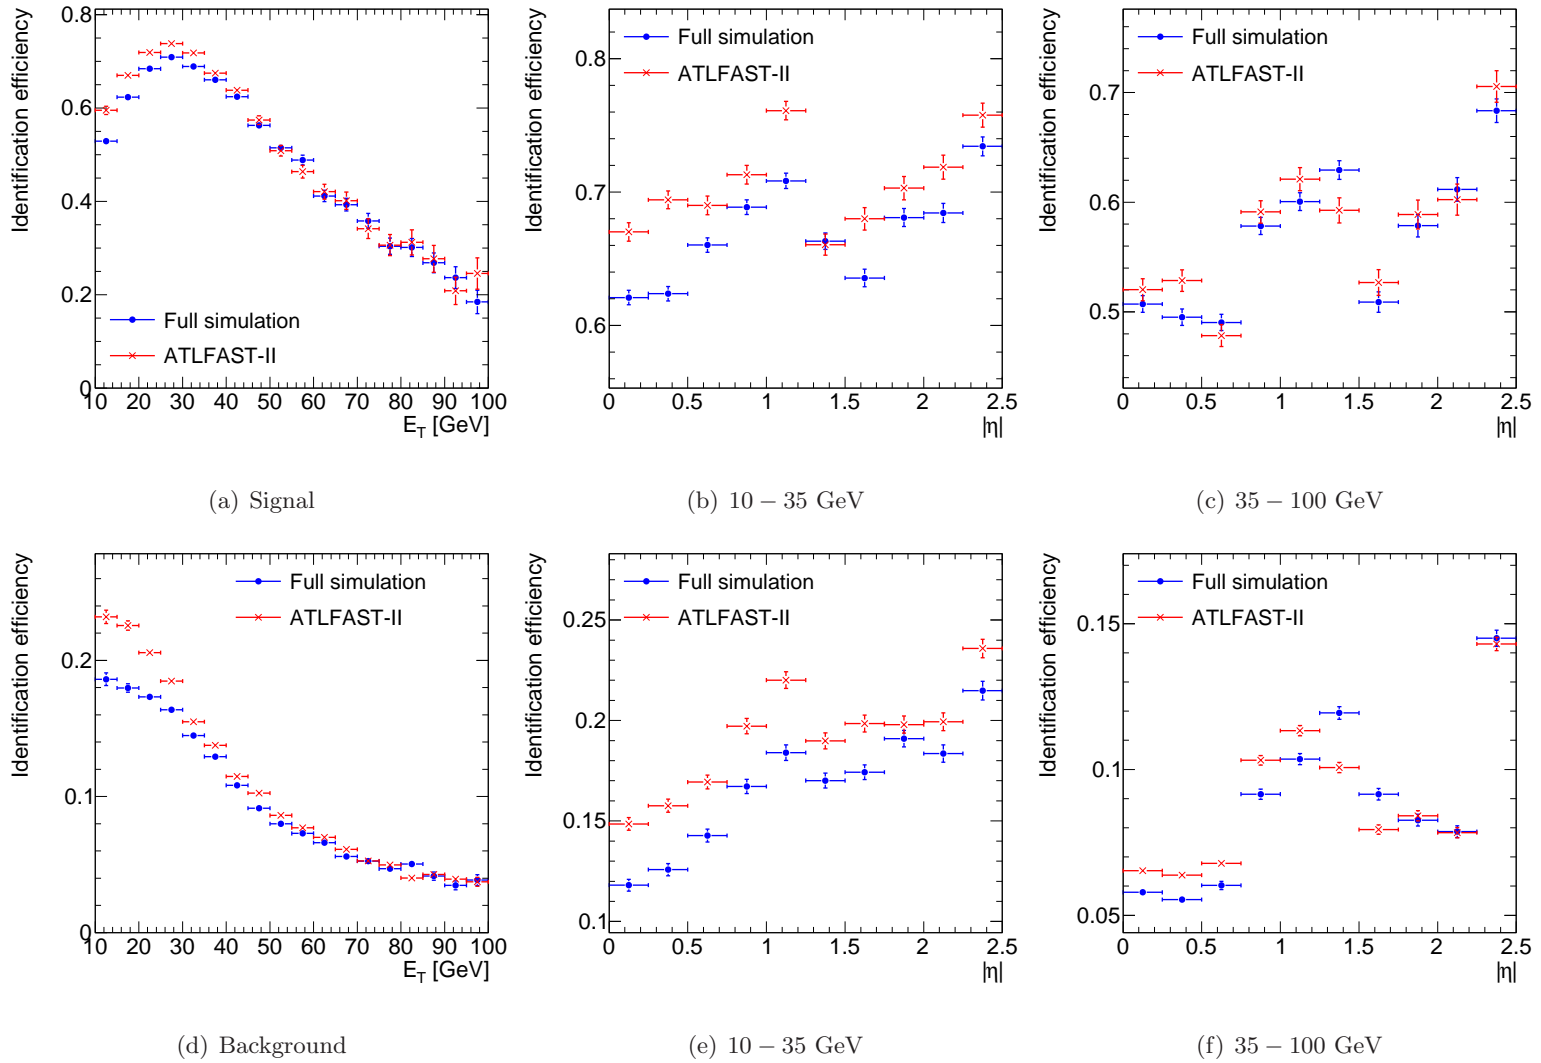 Identification efficiency
0.8
0.6
0.4
0.2
0
Full simulation
ATLFAST-II
10 20 30 40 50 60 70 80 90 100
E_T [GeV]
(a) Signal
Identification efficiency
Full simulation
ATLFAST-II
0.8
0.7
0.6
0 0.5 1 1.5 2 2.5
|η|
(b) 10 − 35 GeV
Identification efficiency
Full simulation
ATLFAST-II
0.7
0.6
0.5
0 0.5 1 1.5 2 2.5
|η|
(c) 35 − 100 GeV
Identification efficiency
Full simulation
ATLFAST-II
0.2
0.1
0
10 20 30 40 50 60 70 80 90 100
E_T [GeV]
(d) Background
Identification efficiency
Full simulation
ATLFAST-II
0.25
0.2
0.15
0.1
0 0.5 1 1.5 2 2.5
|η|
(e) 10 − 35 GeV
Identification efficiency
Full simulation
ATLFAST-II
0.15
0.1
0.05
0 0.5 1 1.5 2 2.5
|η|
(f) 35 − 100 GeV